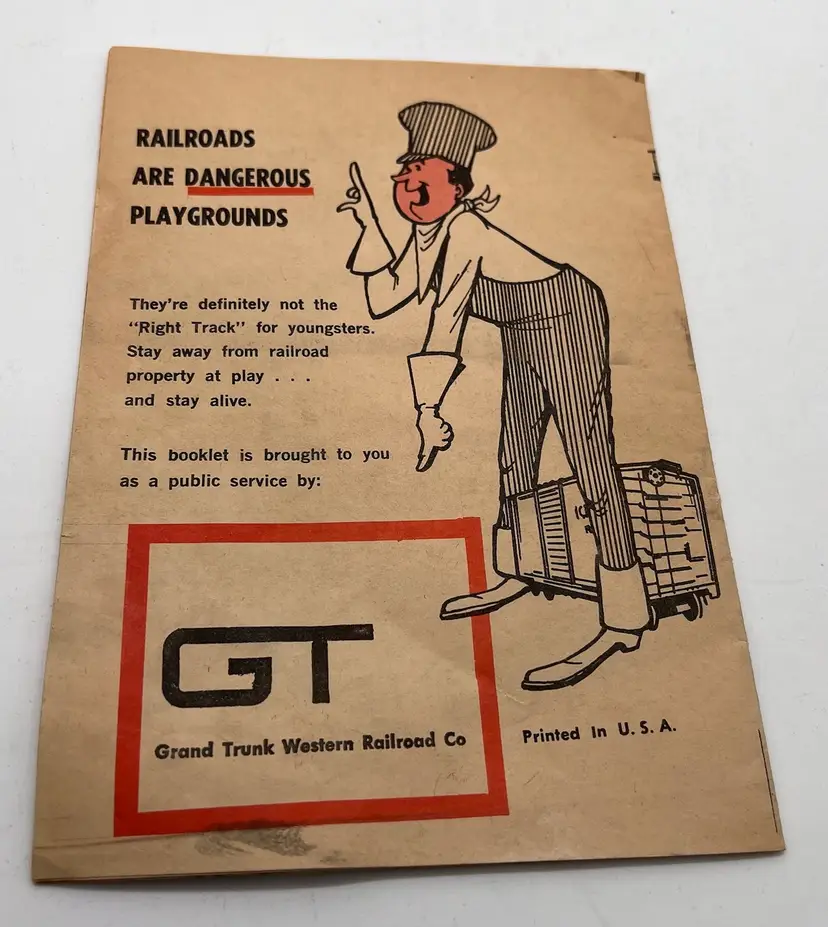 RAILROADS
ARE DANGEROUS
PLAYGROUNDS
They're definitely not the
"Right Track" for youngsters.
Stay away from railroad
property at play . . .
and stay alive.
This booklet is brought to you
as a public service by:
GT
Grand Trunk Western Railroad Co
Printed In U. S. A.